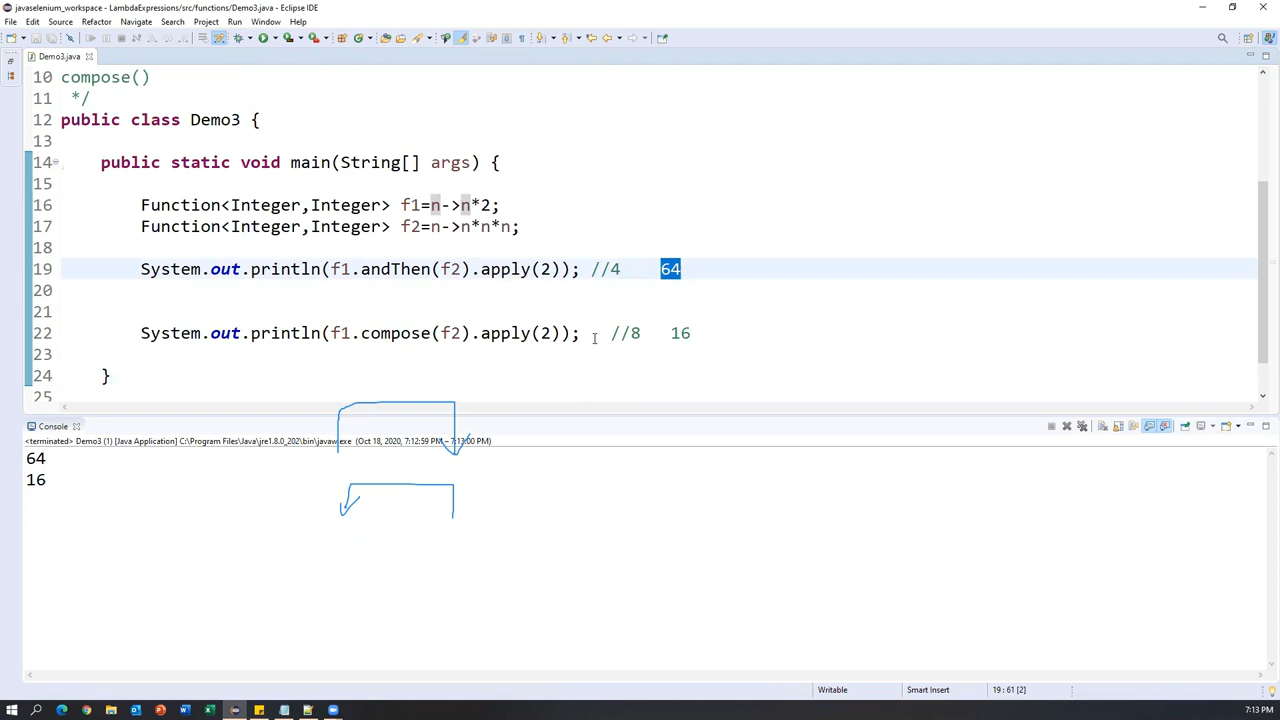 javaselenium_workspace - LambdaExpressions/src/functions/Demo3.java - Eclipse IDE
File Edit Source Refactor Navigate Search Project Run Window Help
Demo3.java
10 compose()
11 */
12 public class Demo3 {
13
14 public static void main(String[] args) {
15
16 Function<Integer,Integer> f1=n->n*2;
17 Function<Integer,Integer> f2=n->n*n*n;
18
19 System.out.println(f1.andThen(f2).apply(2)); //4 64
20
21
22 System.out.println(f1.compose(f2).apply(2)); //8 16
23
24 }
25
Console
<terminated> Demo3 [Java Application] C:\Program Files\Java\jre1.8.0_202\bin\javaw.exe (Oct 18, 2020, 7:12:59 PM – 7:13:00 PM)
64
16
Writable Smart Insert 19 : 61 [2]
7:13 PM